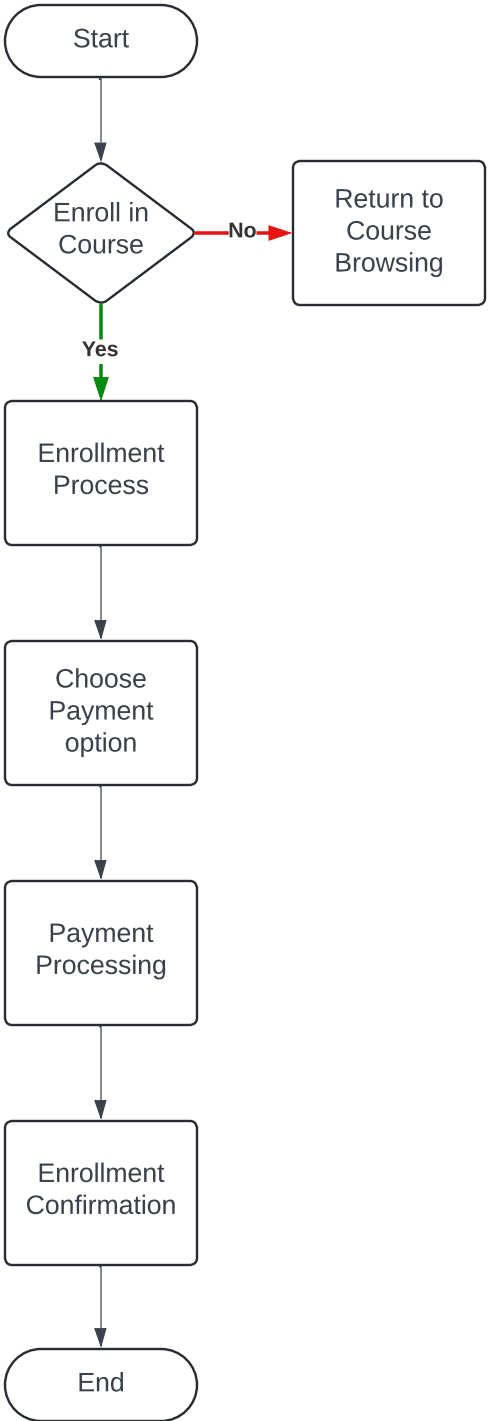 Start
Enroll in
Course
No
Return to
Course
Browsing
Yes
Enrollment
Process
Choose
Payment
option
Payment
Processing
Enrollment
Confirmation
End